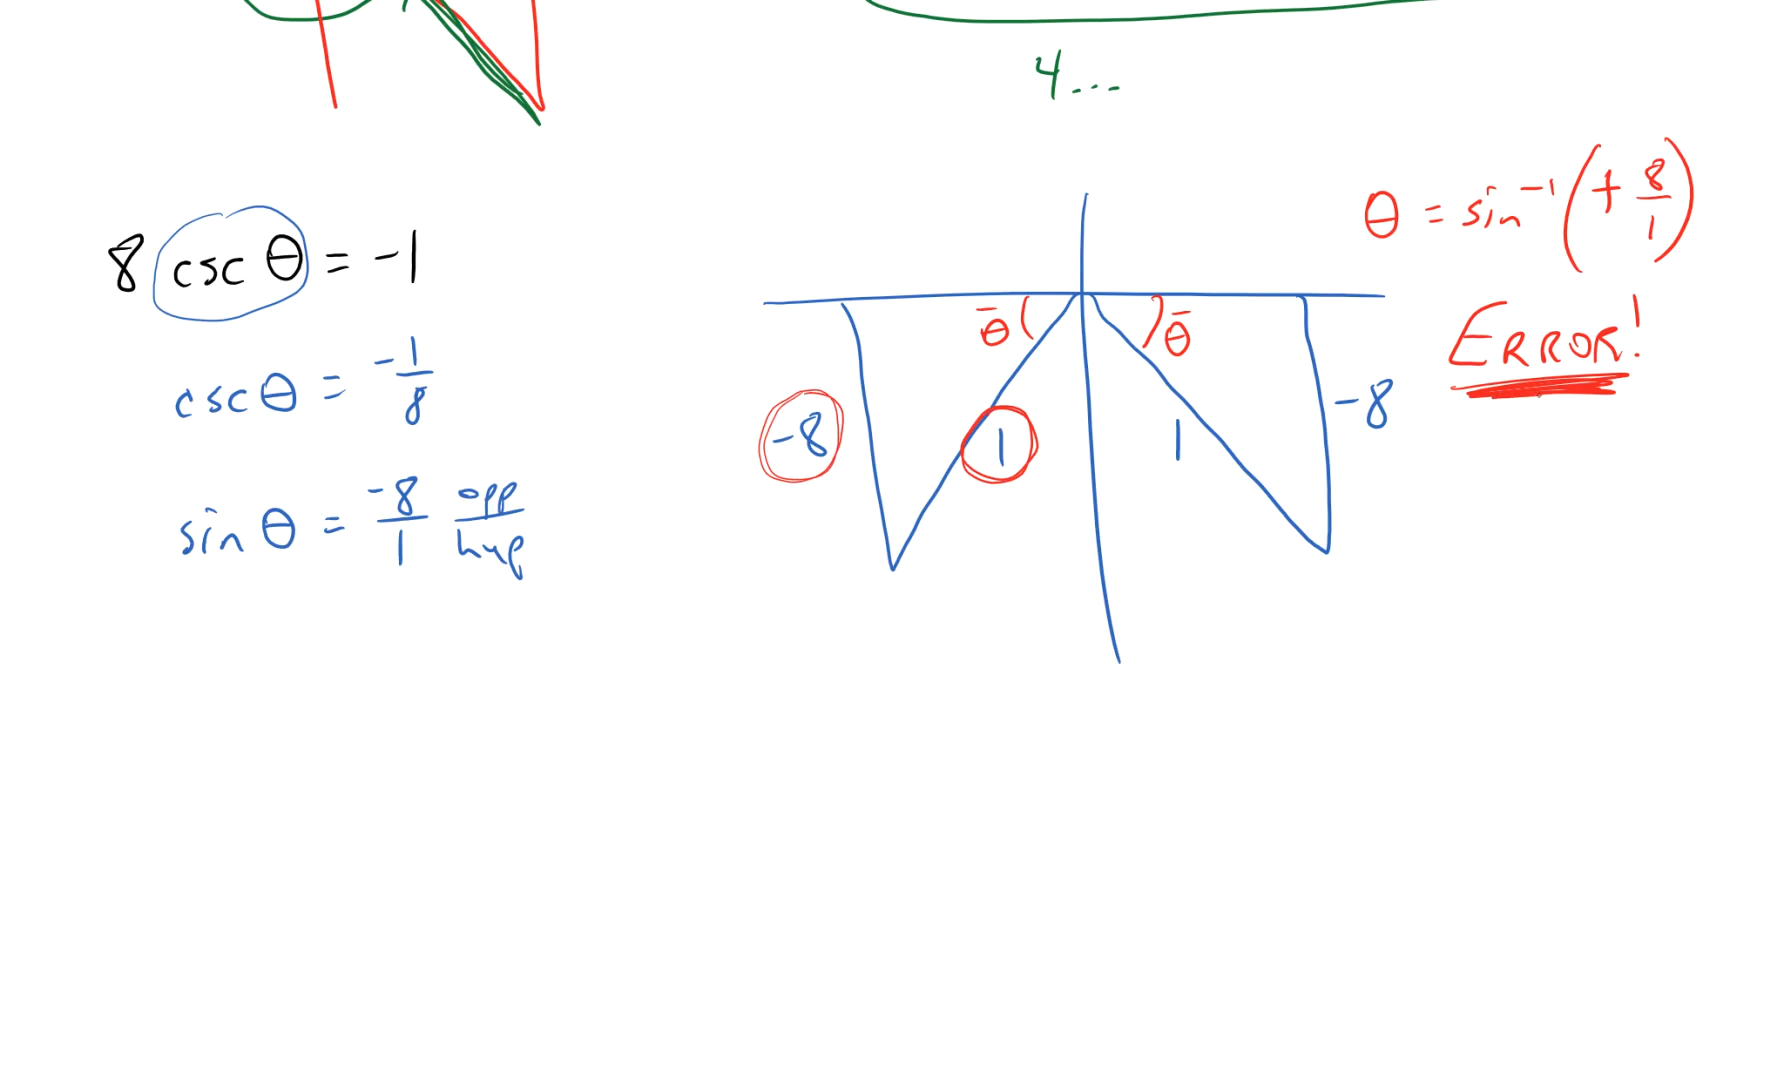 4...
8 csc θ = -1
csc θ = -1/8
sin θ = -8/1 opp/hyp
θ̄ θ̄
-8 1 1 -8
θ = sin⁻¹(+ 8/1)
ERROR!